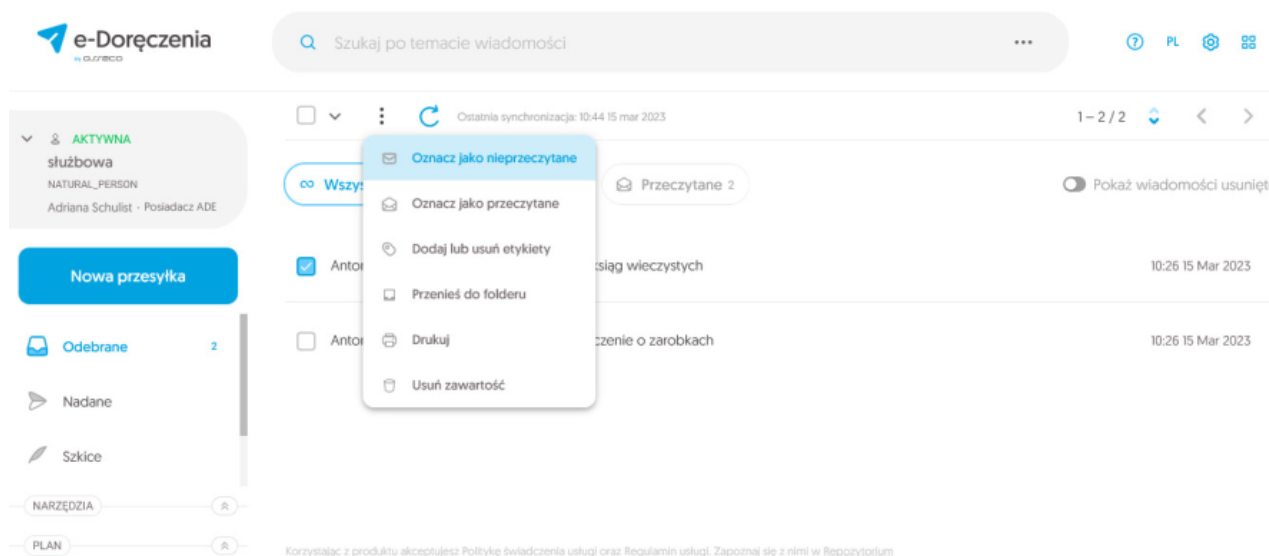 e-Doręczenia
by asseco
Szukaj po temacie wiadomości
PL
AKTYWNA
służbowa
NATURAL_PERSON
Adriana Schulist · Posiadacz ADE
Nowa przesyłka
Odebrane 2
Nadane
Szkice
NARZĘDZIA
PLAN
Ostatnia synchronizacja: 10:44 15 mar 2023
1 – 2 / 2
Oznacz jako nieprzeczytane
Oznacz jako przeczytane
Dodaj lub usuń etykiety
Przenieś do folderu
Drukuj
Usuń zawartość
Przeczytane 2
Pokaż wiadomości usunięt
wieczystych 10:26 15 Mar 2023
o zarobkach 10:26 15 Mar 2023
Korzystając z produktu akceptujesz Politykę świadczenia usługi oraz Regulamin usługi. Zapoznaj się z nimi w Repozytorium